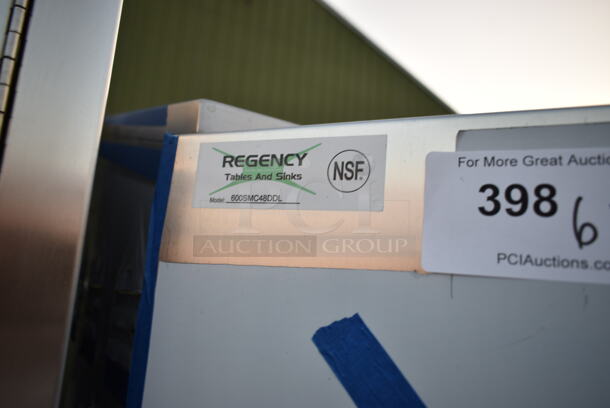 REGENCY
Tables And Sinks
Model 600SMC48DDL
NSF
PCI
AUCTION GROUP
For More Great Auctio
398 6
PCIAuctions.co